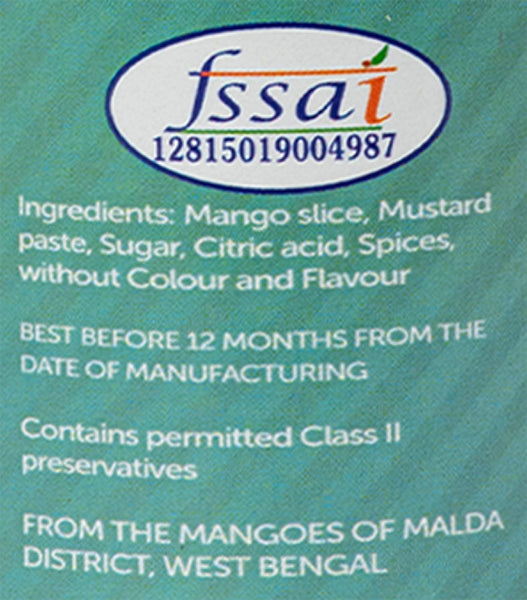 fssai
12815019004987
Ingredients: Mango slice, Mustard
paste, Sugar, Citric acid, Spices,
without Colour and Flavour
BEST BEFORE 12 MONTHS FROM THE
DATE OF MANUFACTURING
Contains permitted Class II
preservatives
FROM THE MANGOES OF MALDA
DISTRICT, WEST BENGAL